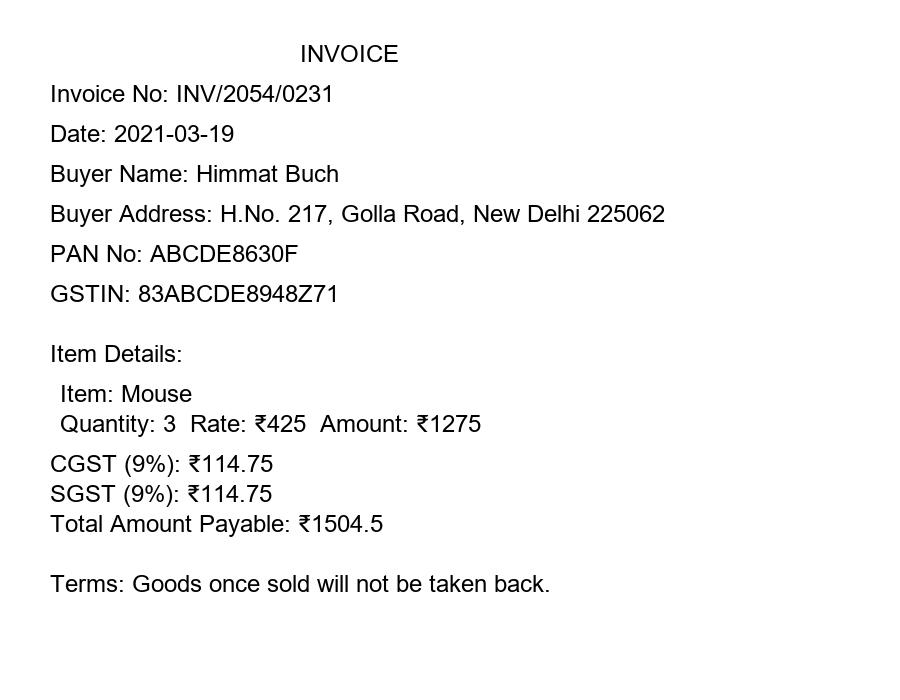 INVOICE
Invoice No: INV/2054/0231
Date: 2021-03-19
Buyer Name: Himmat Buch
Buyer Address: H.No. 217, Golla Road, New Delhi 225062
PAN No: ABCDE8630F
GSTIN: 83ABCDE8948Z71
Item Details:
Item: Mouse
Quantity: 3  Rate: ₹425  Amount: ₹1275
CGST (9%): ₹114.75
SGST (9%): ₹114.75
Total Amount Payable: ₹1504.5
Terms: Goods once sold will not be taken back.